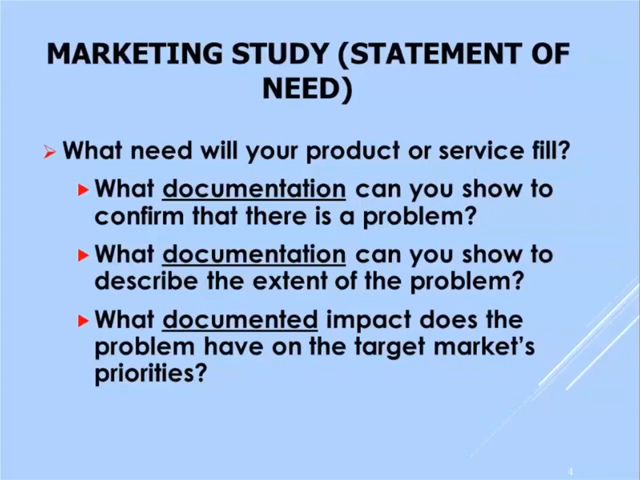 MARKETING STUDY (STATEMENT OF
NEED)
What need will your product or service fill?
What documentation can you show to
confirm that there is a problem?
What documentation can you show to
describe the extent of the problem?
What documented impact does the
problem have on the target market's
priorities?
4